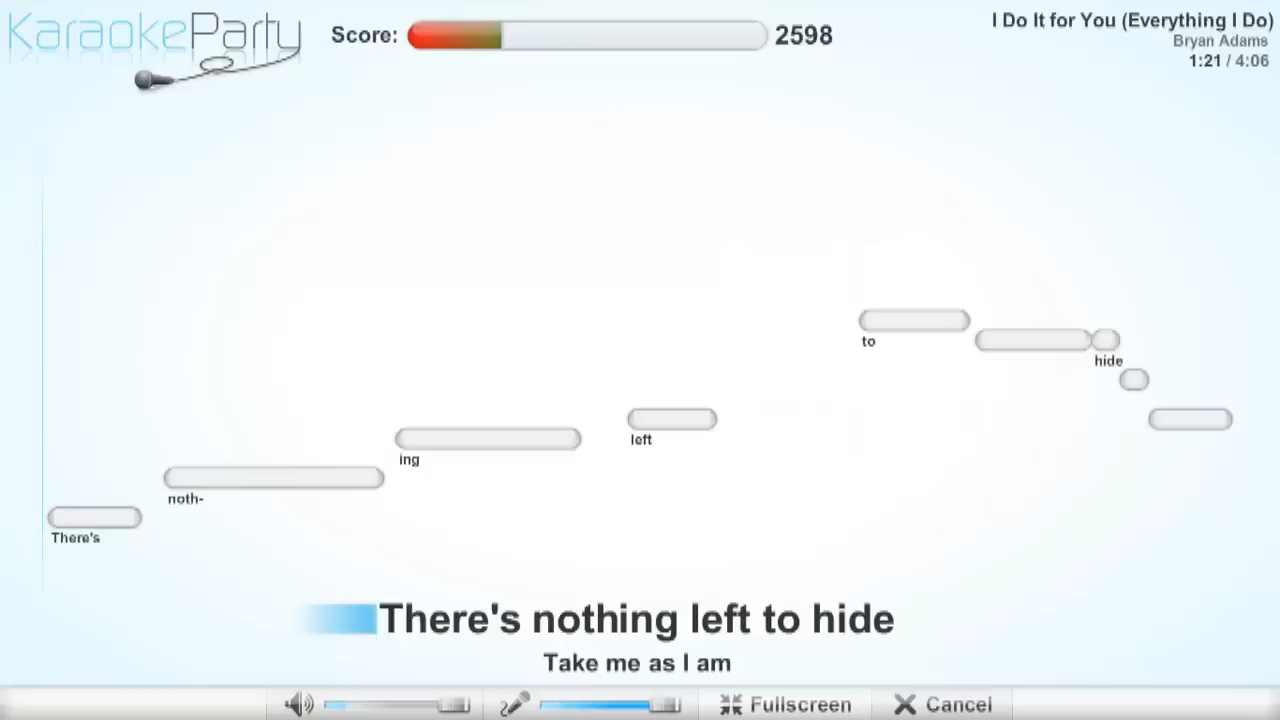 KaraokeParty
Score: 2598
I Do It for You (Everything I Do)
Bryan Adams
1:21 / 4:06
to
hide
left
ing
noth-
There's
There's nothing left to hide
Take me as I am
Fullscreen
Cancel